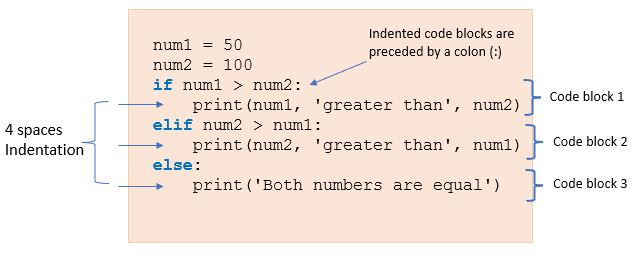 Indented code blocks are
preceded by a colon (:)
num1 = 50
num2 = 100
if num1 > num2:
    print(num1, 'greater than', num2)
elif num2 > num1:
    print(num2, 'greater than', num1)
else:
    print('Both numbers are equal')
4 spaces
Indentation
Code block 1
Code block 2
Code block 3